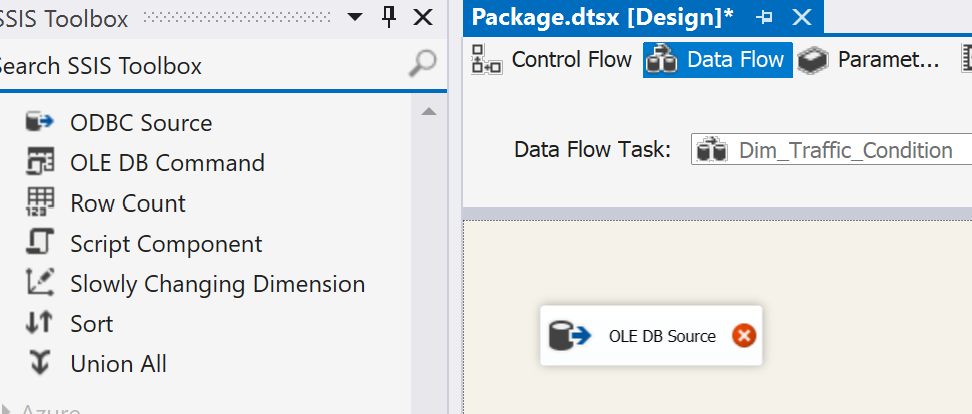 SSIS Toolbox
Search SSIS Toolbox
ODBC Source
OLE DB Command
Row Count
Script Component
Slowly Changing Dimension
Sort
Union All
Azure
Package.dtsx [Design]*
Control Flow
Data Flow
Paramet...
Data Flow Task:
Dim_Traffic_Condition
OLE DB Source